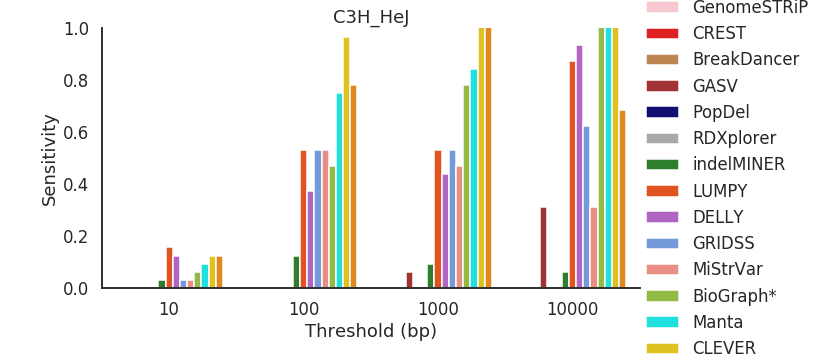 C3H_HeJ
Sensitivity
1.0
0.8
0.6
0.4
0.2
0.0
10
100
1000
10000
Threshold (bp)
GenomeSTRiP
CREST
BreakDancer
GASV
PopDel
RDXplorer
indelMINER
LUMPY
DELLY
GRIDSS
MiStrVar
BioGraph*
Manta
CLEVER